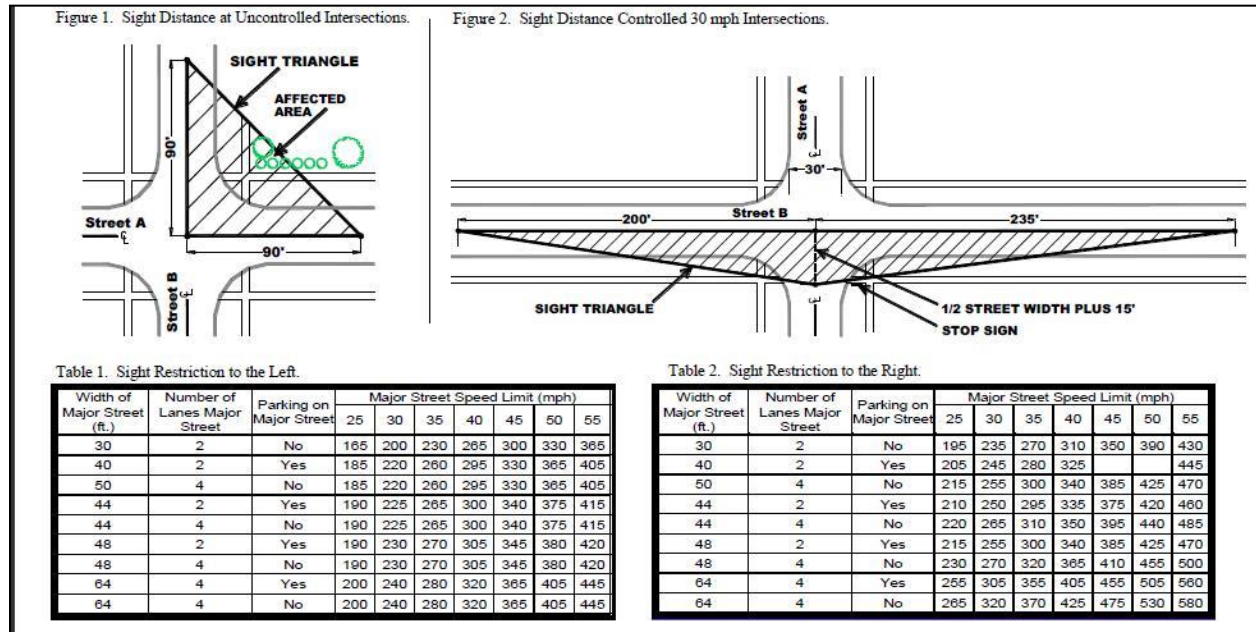 Figure 1. Sight Distance at Uncontrolled Intersections.
SIGHT TRIANGLE
AFFECTED
AREA
90'
Street A
℄
90'
Street B
℄
Figure 2. Sight Distance Controlled 30 mph Intersections.
Street A
℄
30'
200'
Street B
235'
SIGHT TRIANGLE
℄
1/2 STREET WIDTH PLUS 15'
STOP SIGN
Table 1. Sight Restriction to the Left.
Width of Major Street (ft.) Number of Lanes Major Street Parking on Major Street Major Street Speed Limit (mph)
25 30 35 40 45 50 55
30 2 No 165 200 230 265 300 330 365
40 2 Yes 185 220 260 295 330 365 405
50 4 No 185 220 260 295 330 365 405
44 2 Yes 190 225 265 300 340 375 415
44 4 No 190 225 265 300 340 375 415
48 2 Yes 190 230 270 305 345 380 420
48 4 No 190 230 270 305 345 380 420
64 4 Yes 200 240 280 320 365 405 445
64 4 No 200 240 280 320 365 405 445
Table 2. Sight Restriction to the Right.
Width of Major Street (ft.) Number of Lanes Major Street Parking on Major Street Major Street Speed Limit (mph)
25 30 35 40 45 50 55
30 2 No 195 235 270 310 350 390 430
40 2 Yes 205 245 280 325 445
50 4 No 215 255 300 340 385 425 470
44 2 Yes 210 250 295 335 375 420 460
44 4 No 220 265 310 350 395 440 485
48 2 Yes 215 255 300 340 385 425 470
48 4 No 230 270 320 365 410 455 500
64 4 Yes 255 305 355 405 455 505 560
64 4 No 265 320 370 425 475 530 580